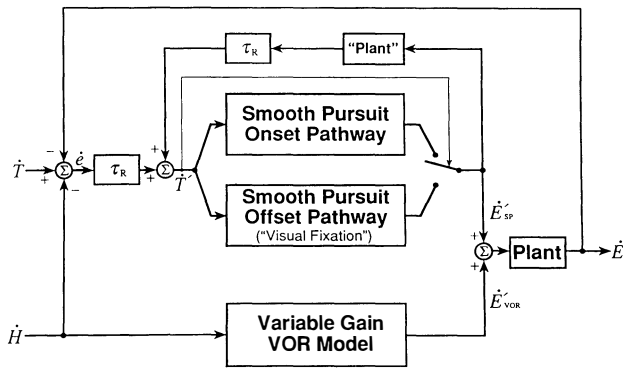 τR
"Plant"
Smooth Pursuit
Onset Pathway
−
Ṫ
+
Σ
−
ė
τR
+
+
Σ
Ṫ′
Smooth Pursuit
Offset Pathway
("Visual Fixation")
Ė′SP
+
Σ
+
Plant
Ė
Ė′VOR
Ḣ
Variable Gain
VOR Model